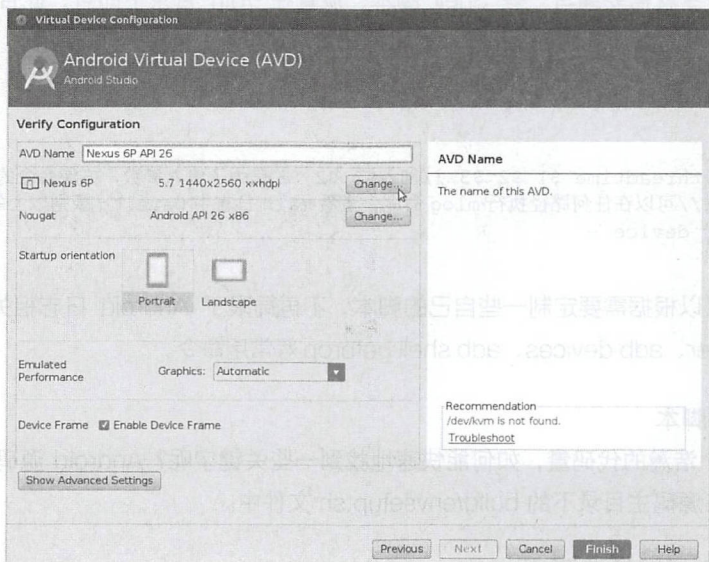 Virtual Device Configuration
Android Virtual Device (AVD)
Android Studio
Verify Configuration
AVD Name Nexus 6P API 26
Nexus 6P 5.7 1440x2560 xxhdpi Change...
Nougat Android API 26 x86 Change...
Startup orientation
Portrait Landscape
Emulated
Performance
Graphics: Automatic
Device Frame Enable Device Frame
Show Advanced Settings
AVD Name
The name of this AVD.
Recommendation
/dev/kvm is not found.
Troubleshoot
Previous Next Cancel Finish Help